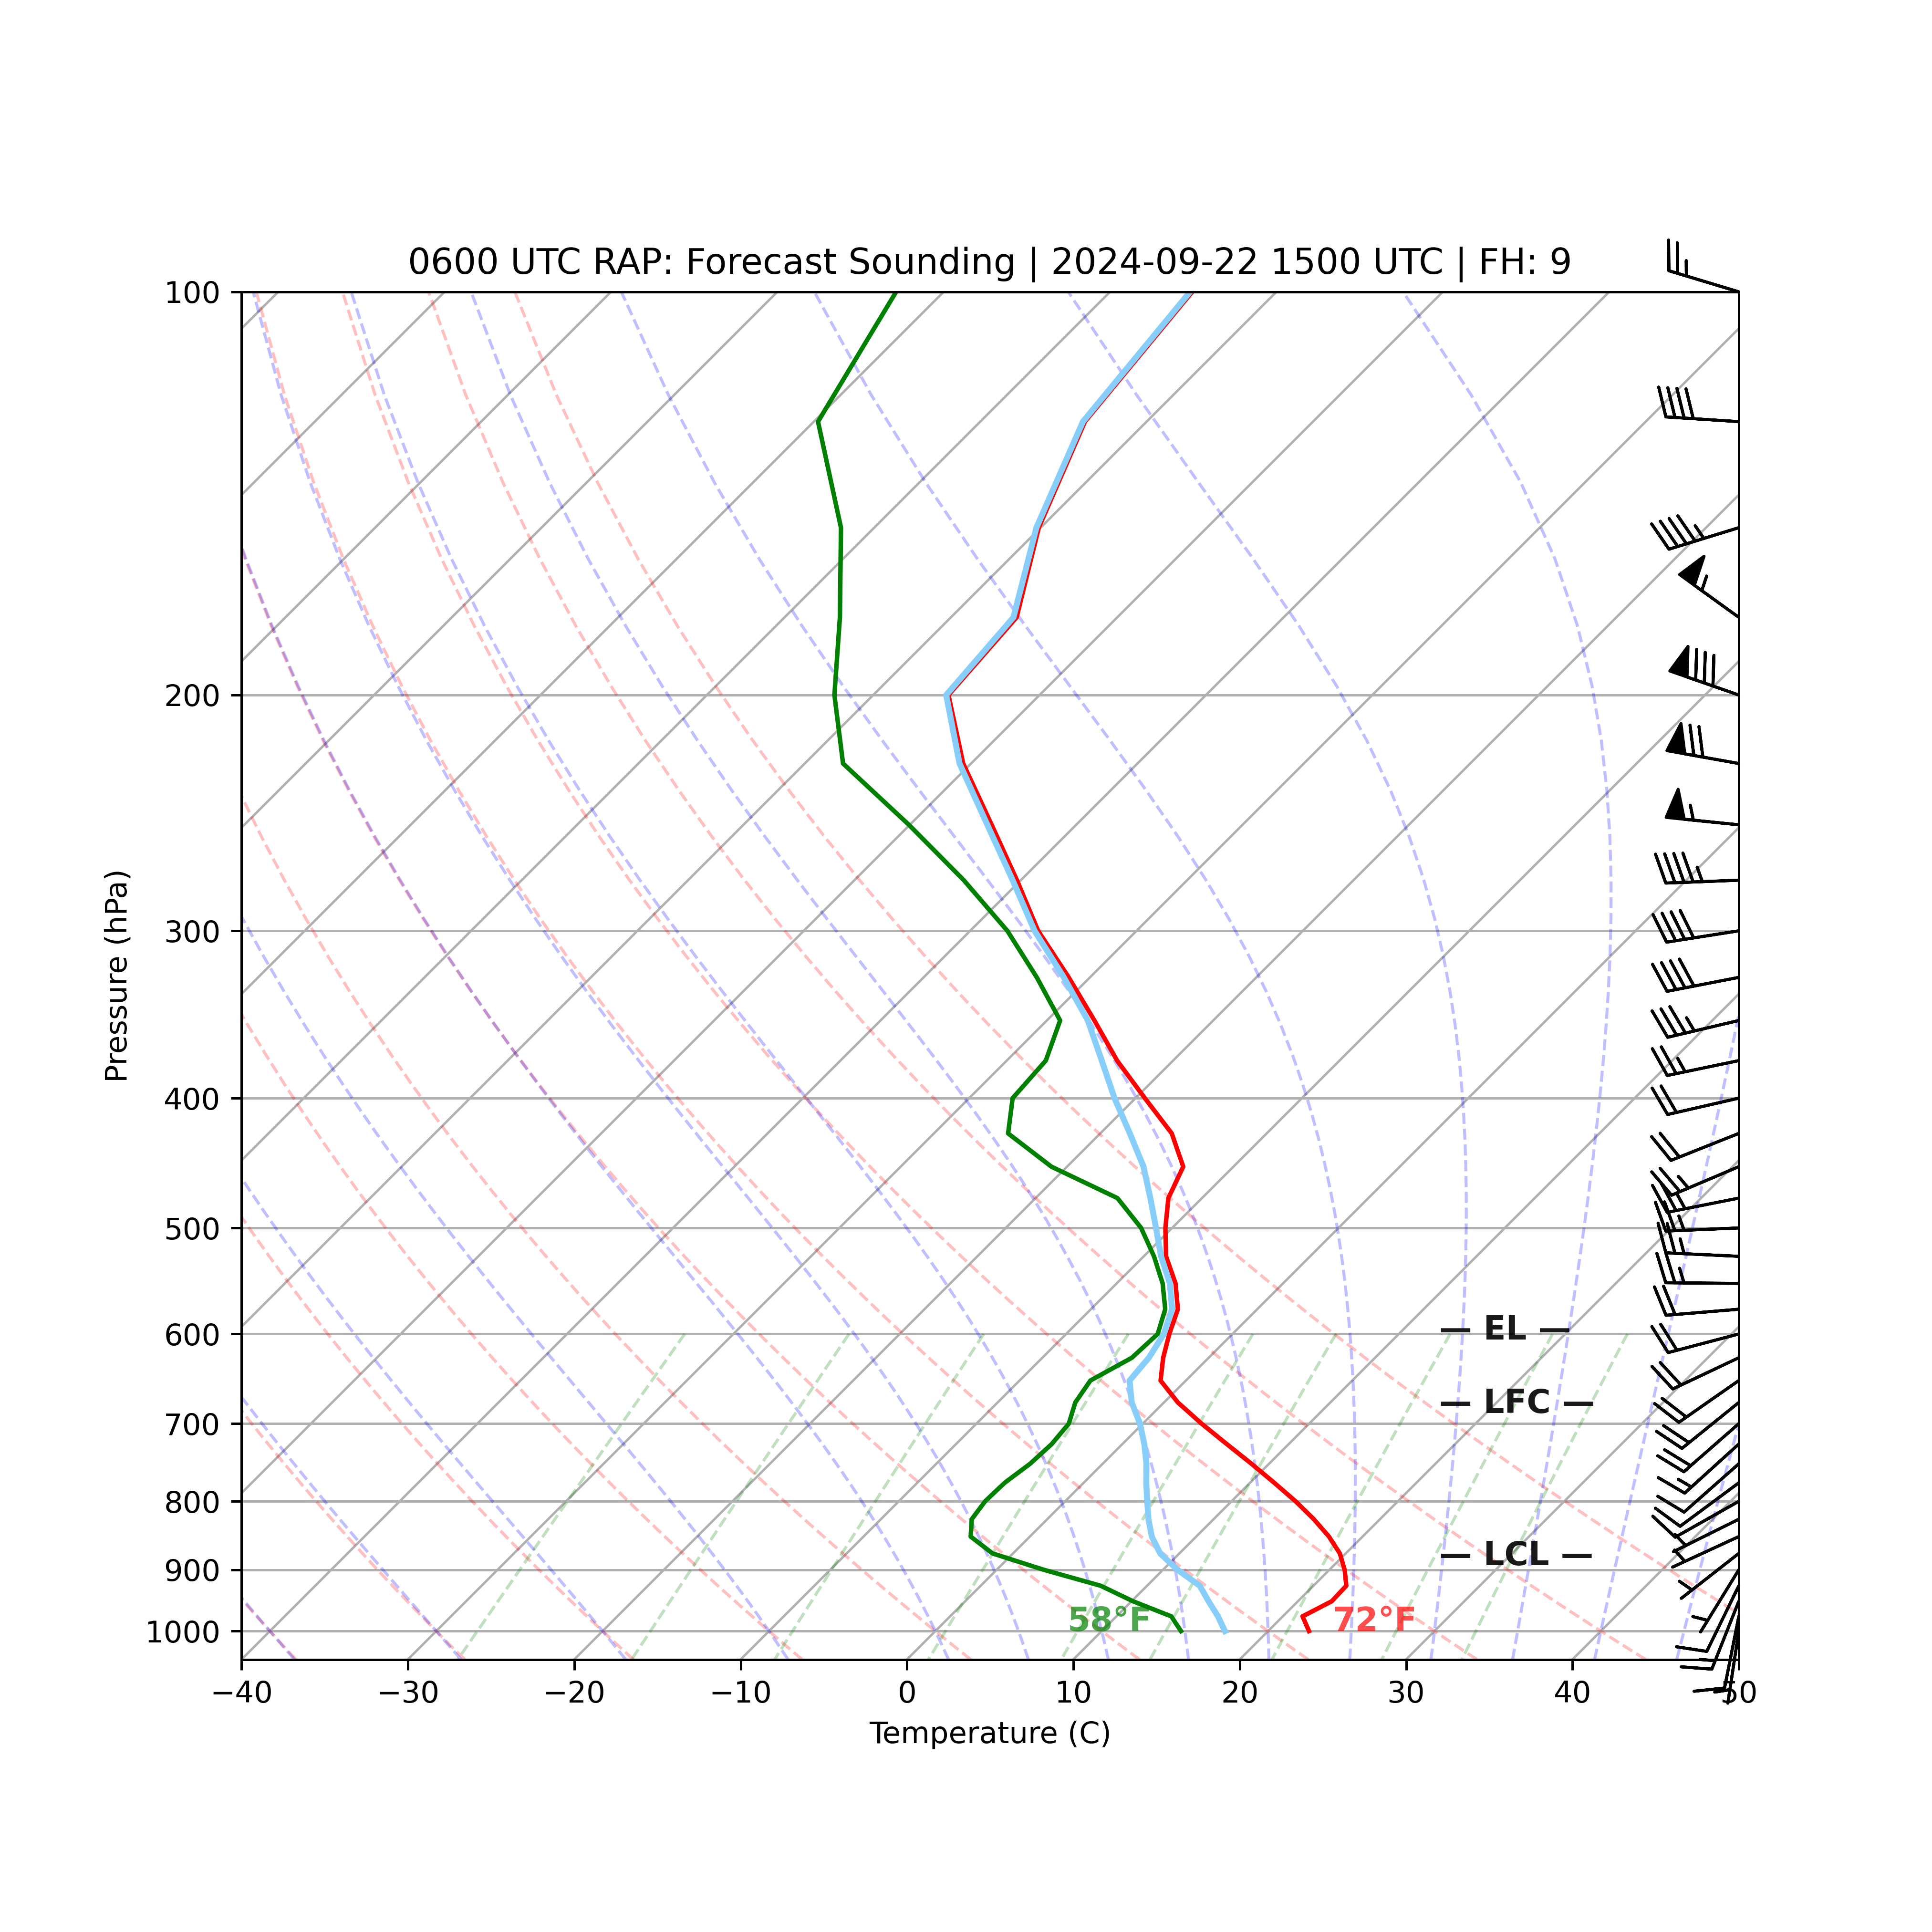 0600 UTC RAP: Forecast Sounding | 2024-09-22 1500 UTC | FH: 9
100
200
300
400
500
600
700
800
900
1000
Pressure (hPa)
— EL —
— LFC —
— LCL —
58°F
72°F
−40 −30 −20 −10 0 10 20 30 40 50
Temperature (C)